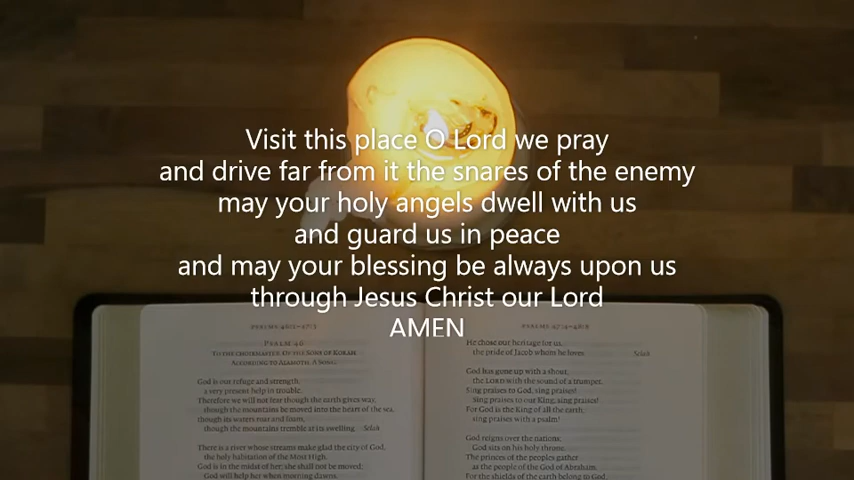 Visit this place O Lord we pray
and drive far from it the snares of the enemy
may your holy angels dwell with us
and guard us in peace
and may your blessing be always upon us
through Jesus Christ our Lord
AMEN
PSALM 46
TO THE CHOIRMASTER. OF THE SONS OF KORAH.
ACCORDING TO ALAMOTH. A SONG.
God is our refuge and strength,
a very present help in trouble.
Therefore we will not fear though the earth gives way,
though the mountains be moved into the heart of the sea,
though its waters roar and foam,
though the mountains tremble at its swelling. Selah
There is a river whose streams make glad the city of God,
the holy habitation of the Most High.
God is in the midst of her; she shall not be moved;
God will help her when morning dawns.
He chose our heritage for us,
the pride of Jacob whom he loves. Selah
God has gone up with a shout,
the LORD with the sound of a trumpet.
Sing praises to God, sing praises!
Sing praises to our King, sing praises!
For God is the King of all the earth;
sing praises with a psalm!
God reigns over the nations;
God sits on his holy throne.
The princes of the peoples gather
as the people of the God of Abraham.
For the shields of the earth belong to God;